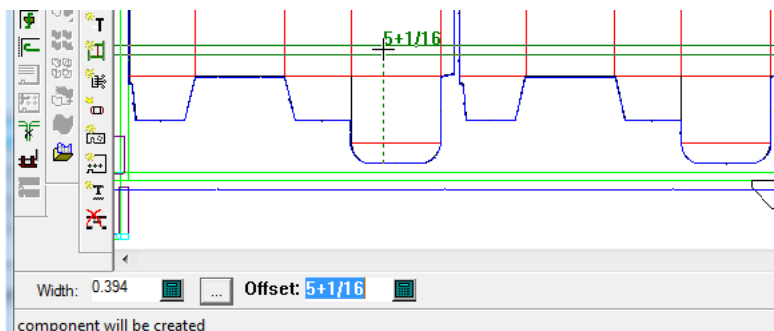 5+1/16
T
T
Width: 0.394 ... Offset: 5+1/16
component will be created